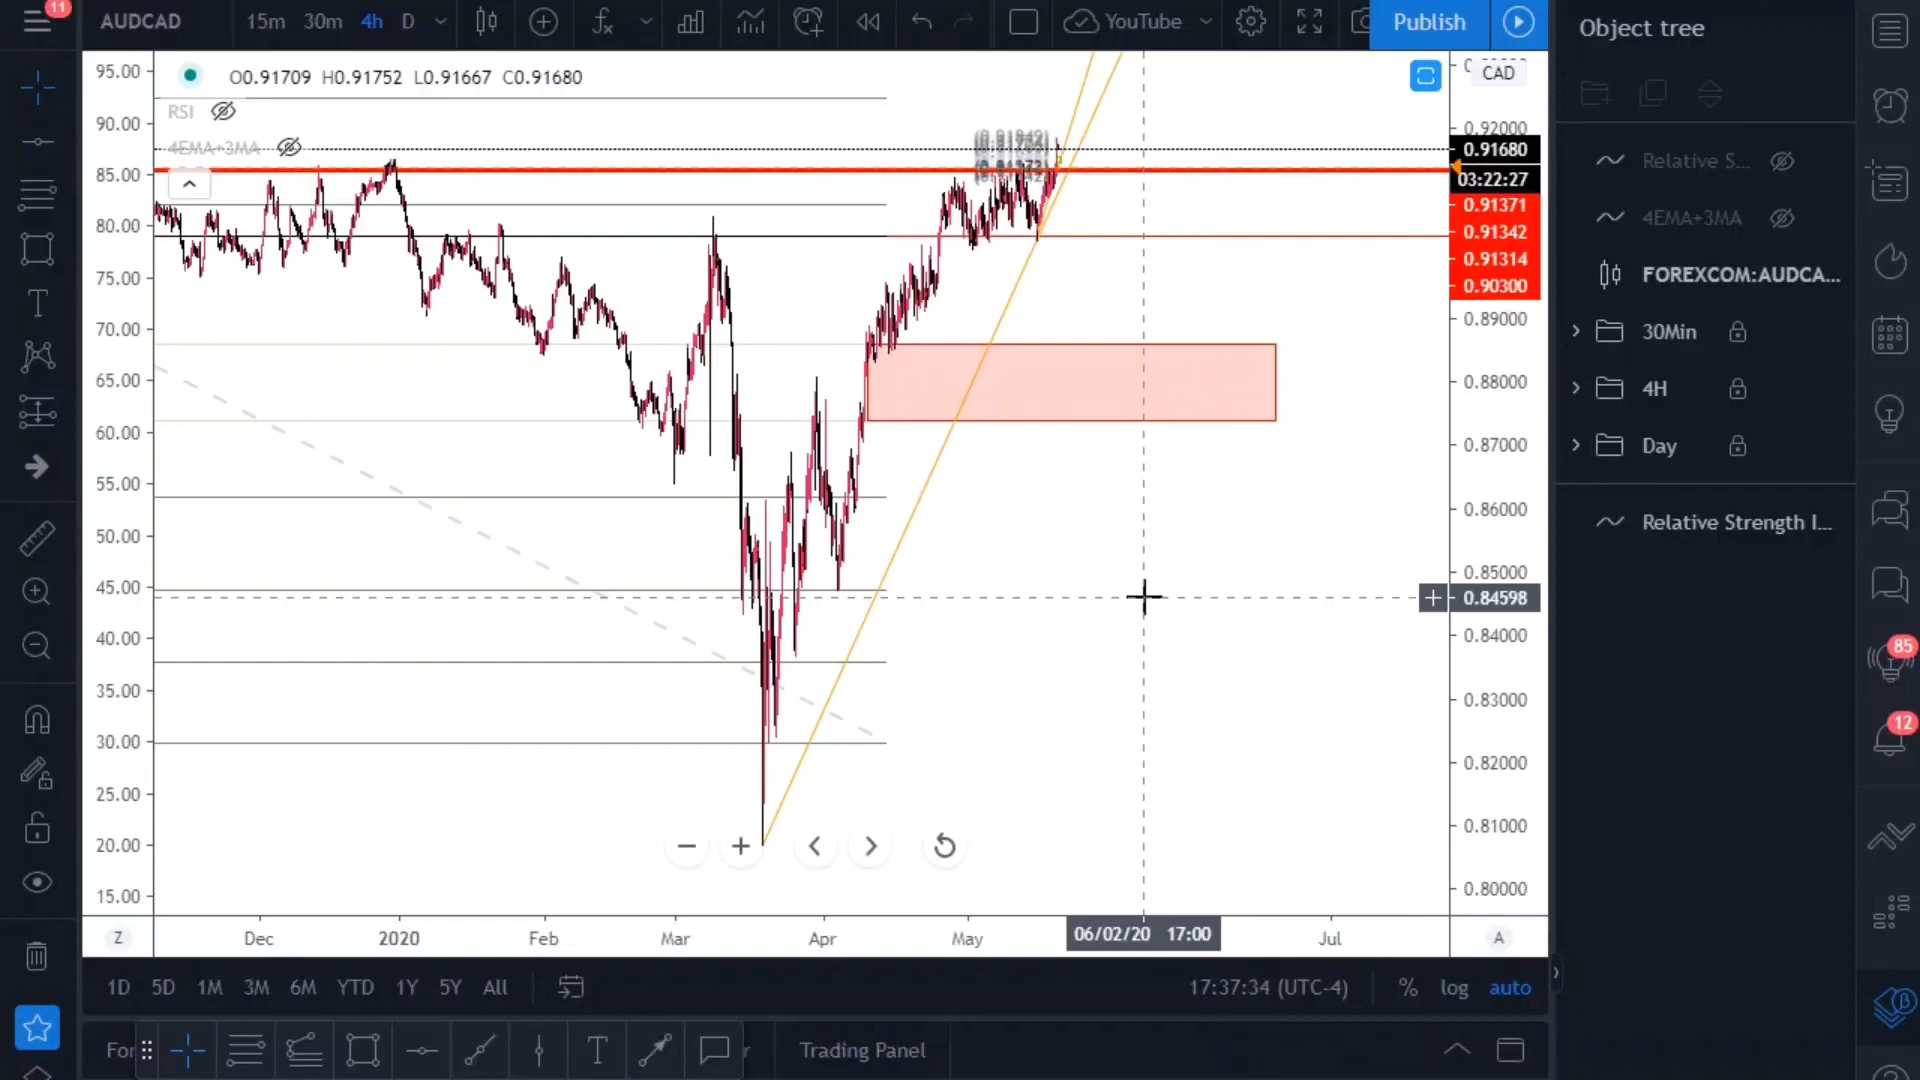 11
AUDCAD
15m 30m 4h D
YouTube
Publish
Object tree
O0.91709 H0.91752 L0.91667 C0.91680
RSI
4EMA+3MA
CAD
95.00
90.00
85.00
80.00
75.00
70.00
65.00
60.00
55.00
50.00
45.00
40.00
35.00
30.00
25.00
20.00
15.00
0.92000
0.91680
03:22:27
0.91371
0.91342
0.91314
0.90300
0.89000
0.88000
0.87000
0.86000
0.85000
0.84598
0.84000
0.83000
0.82000
0.81000
0.80000
Relative S...
4EMA+3MA
FOREXCOM:AUDCA...
30Min
4H
Day
Relative Strength I...
85
12
Z
Dec 2020 Feb Mar Apr May 06/02/20 17:00 Jul
A
1D 5D 1M 3M 6M YTD 1Y 5Y All
17:37:34 (UTC-4) % log auto
For
Trading Panel